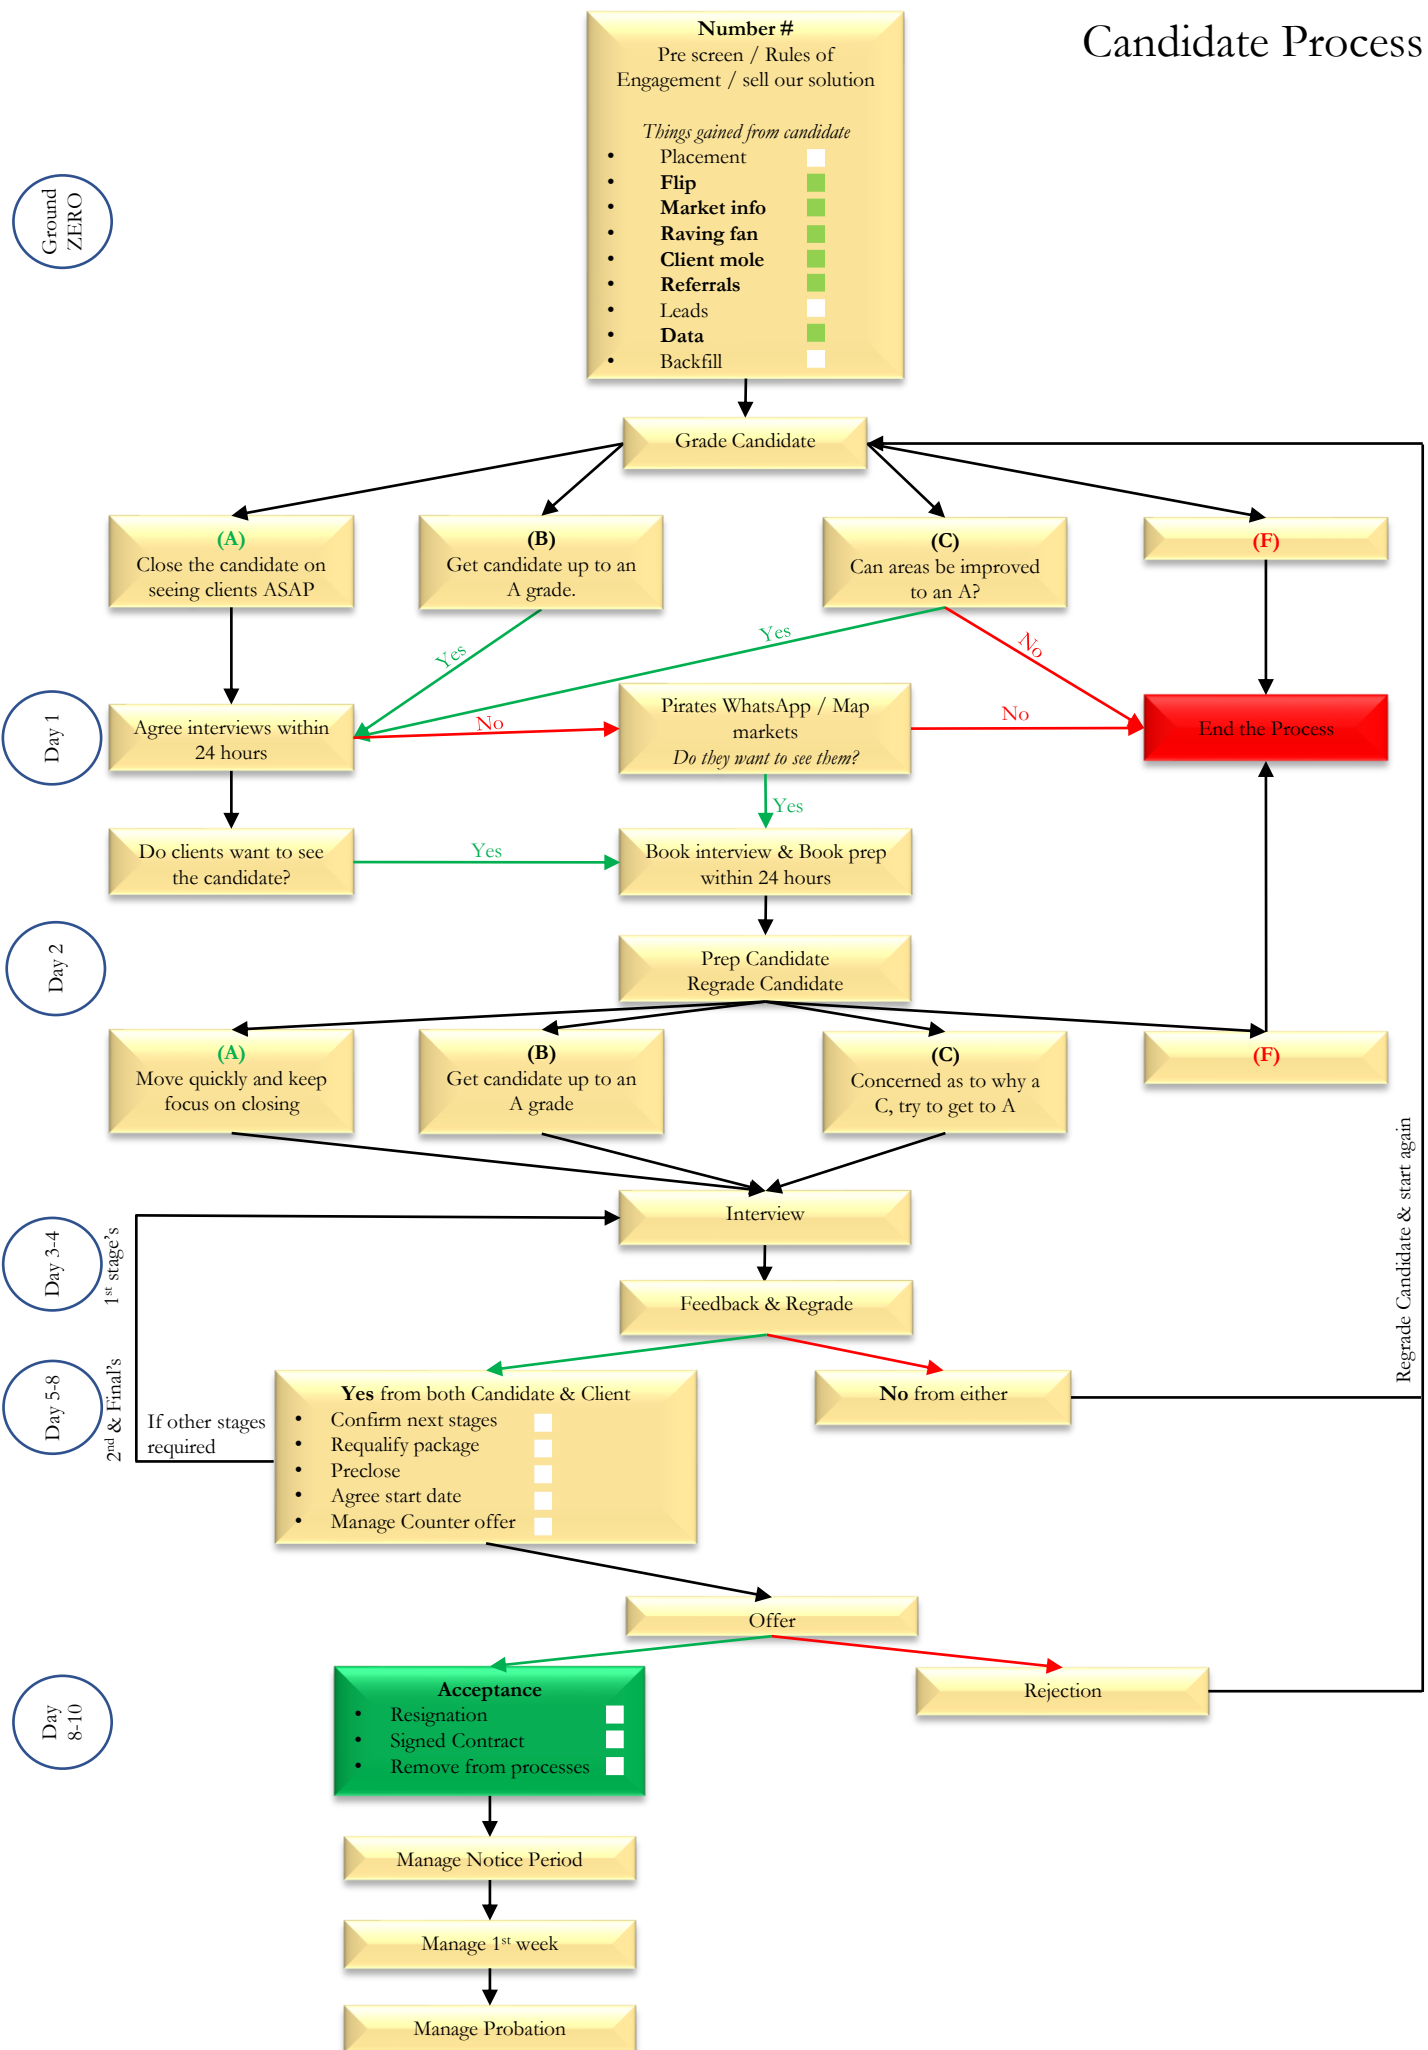 Candidate Process
Number #
Pre screen / Rules of
Engagement / sell our solution
Things gained from candidate
• Placement
• Flip
• Market info
• Raving fan
• Client mole
• Referrals
• Leads
• Data
• Backfill
Ground
ZERO
Grade Candidate
(A)
Close the candidate on
seeing clients ASAP
(B)
Get candidate up to an
A grade.
(C)
Can areas be improved
to an A?
(F)
Yes
Yes
No
Day 1
Agree interviews within
24 hours
No
Pirates WhatsApp / Map
markets
Do they want to see them?
No
End the Process
Yes
Do clients want to see
the candidate?
Yes
Book interview & Book prep
within 24 hours
Day 2
Prep Candidate
Regrade Candidate
(A)
Move quickly and keep
focus on closing
(B)
Get candidate up to an
A grade
(C)
Concerned as to why a
C, try to get to A
(F)
Regrade Candidate & start again
Day 3-4
1st stage's
Interview
Feedback & Regrade
Day 5-8
2nd & Final's
If other stages
required
Yes from both Candidate & Client
• Confirm next stages
• Requalify package
• Preclose
• Agree start date
• Manage Counter offer
No from either
Offer
Day
8-10
Acceptance
• Resignation
• Signed Contract
• Remove from processes
Rejection
Manage Notice Period
Manage 1st week
Manage Probation